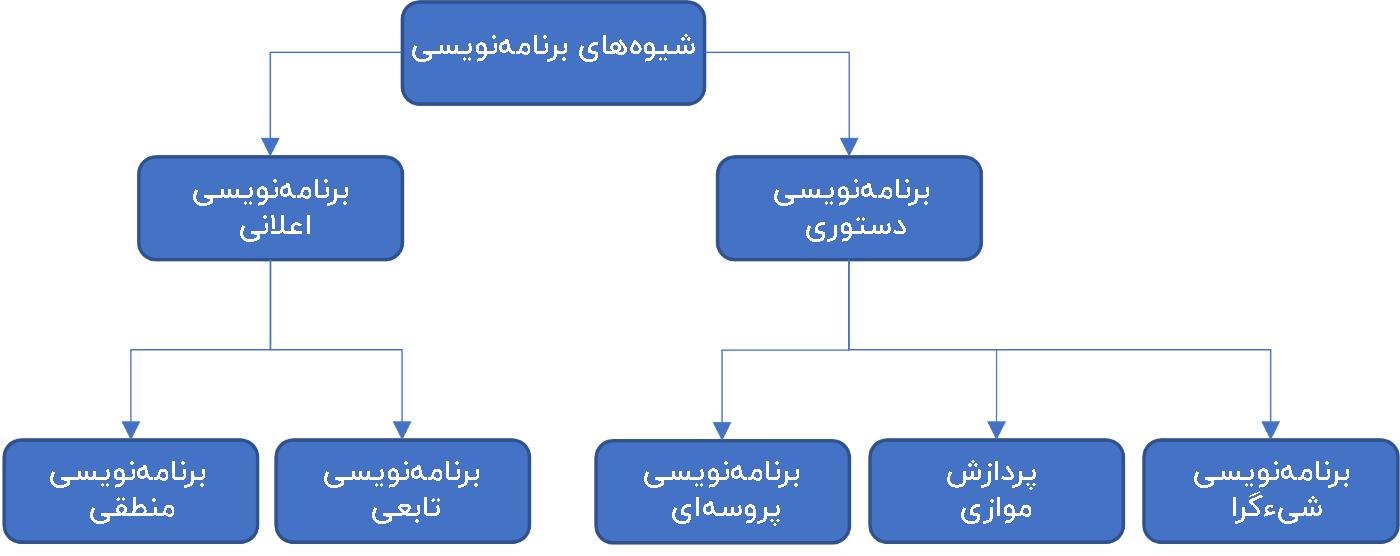 شیوه‌های برنامه‌نویسی
برنامه‌نویسی
دستوری
برنامه‌نویسی
اعلانی
برنامه‌نویسی
شیءگرا
پردازش
موازی
برنامه‌نویسی
پروسه‌ای
برنامه‌نویسی
تابعی
برنامه‌نویسی
منطقی